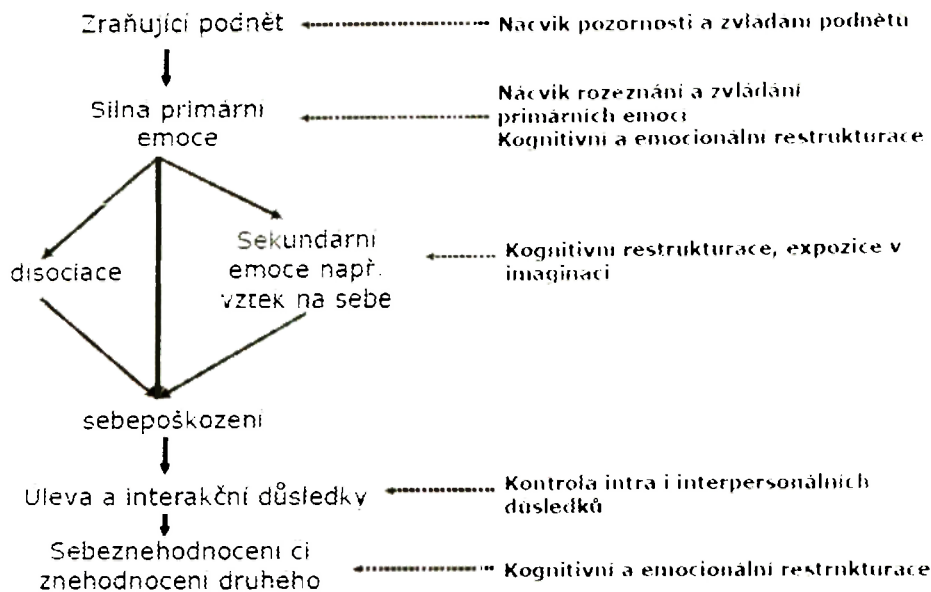 Zraňující podnět
Nácvik pozornosti a zvládání podnětů
Silná primární
emoce
Nácvik rozeznání a zvládání
primárních emocí
Kognitivní a emocionální restrukturace
disociace
Sekundární
emoce např.
vztek na sebe
Kognitivní restrukturace, expozice v
imaginaci
sebepoškození
Úleva a interakční důsledky
Kontrola intra i interpersonálních
důsledků
Sebeznehodnocení či
znehodnocení druhého
Kognitivní a emocionální restrukturace